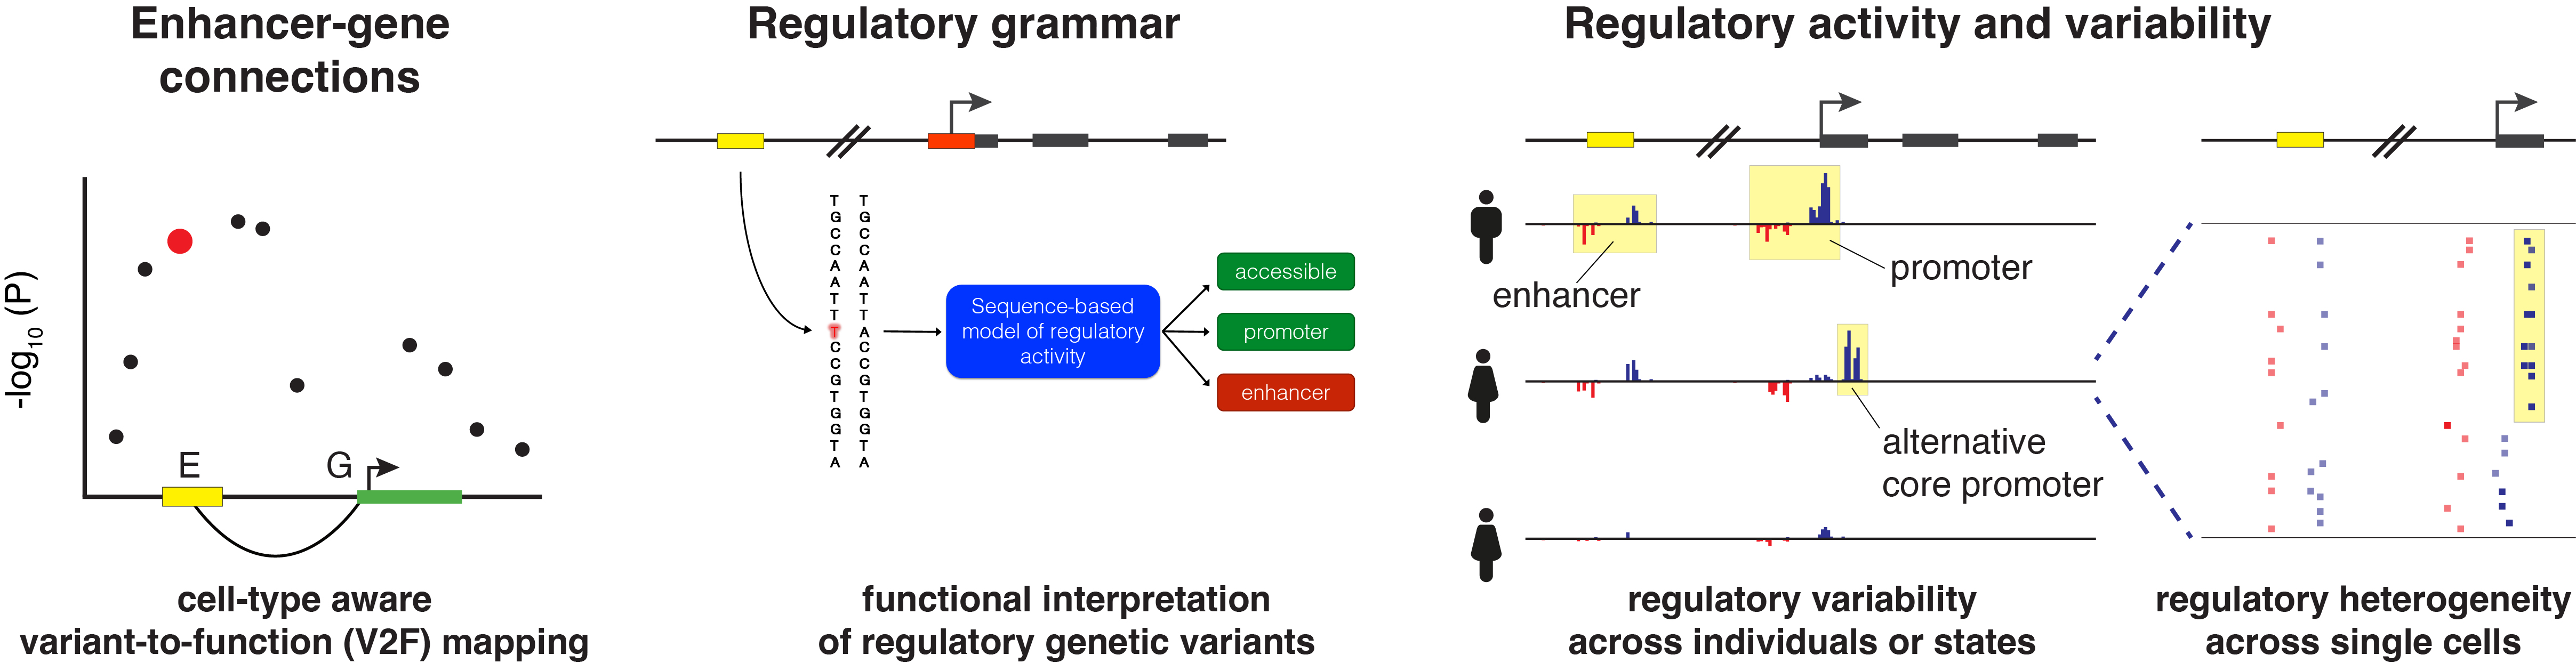 Enhancer-gene
connections
-log10 (P)
E
G
cell-type aware
variant-to-function (V2F) mapping
Regulatory grammar
T T
G G
C C
C C
A A
A A
T T
T T
T A
C C
C C
G G
T T
G G
G G
T T
A A
Sequence-based
model of regulatory
activity
accessible
promoter
enhancer
functional interpretation
of regulatory genetic variants
Regulatory activity and variability
enhancer
promoter
alternative
core promoter
regulatory variability
across individuals or states
regulatory heterogeneity
across single cells